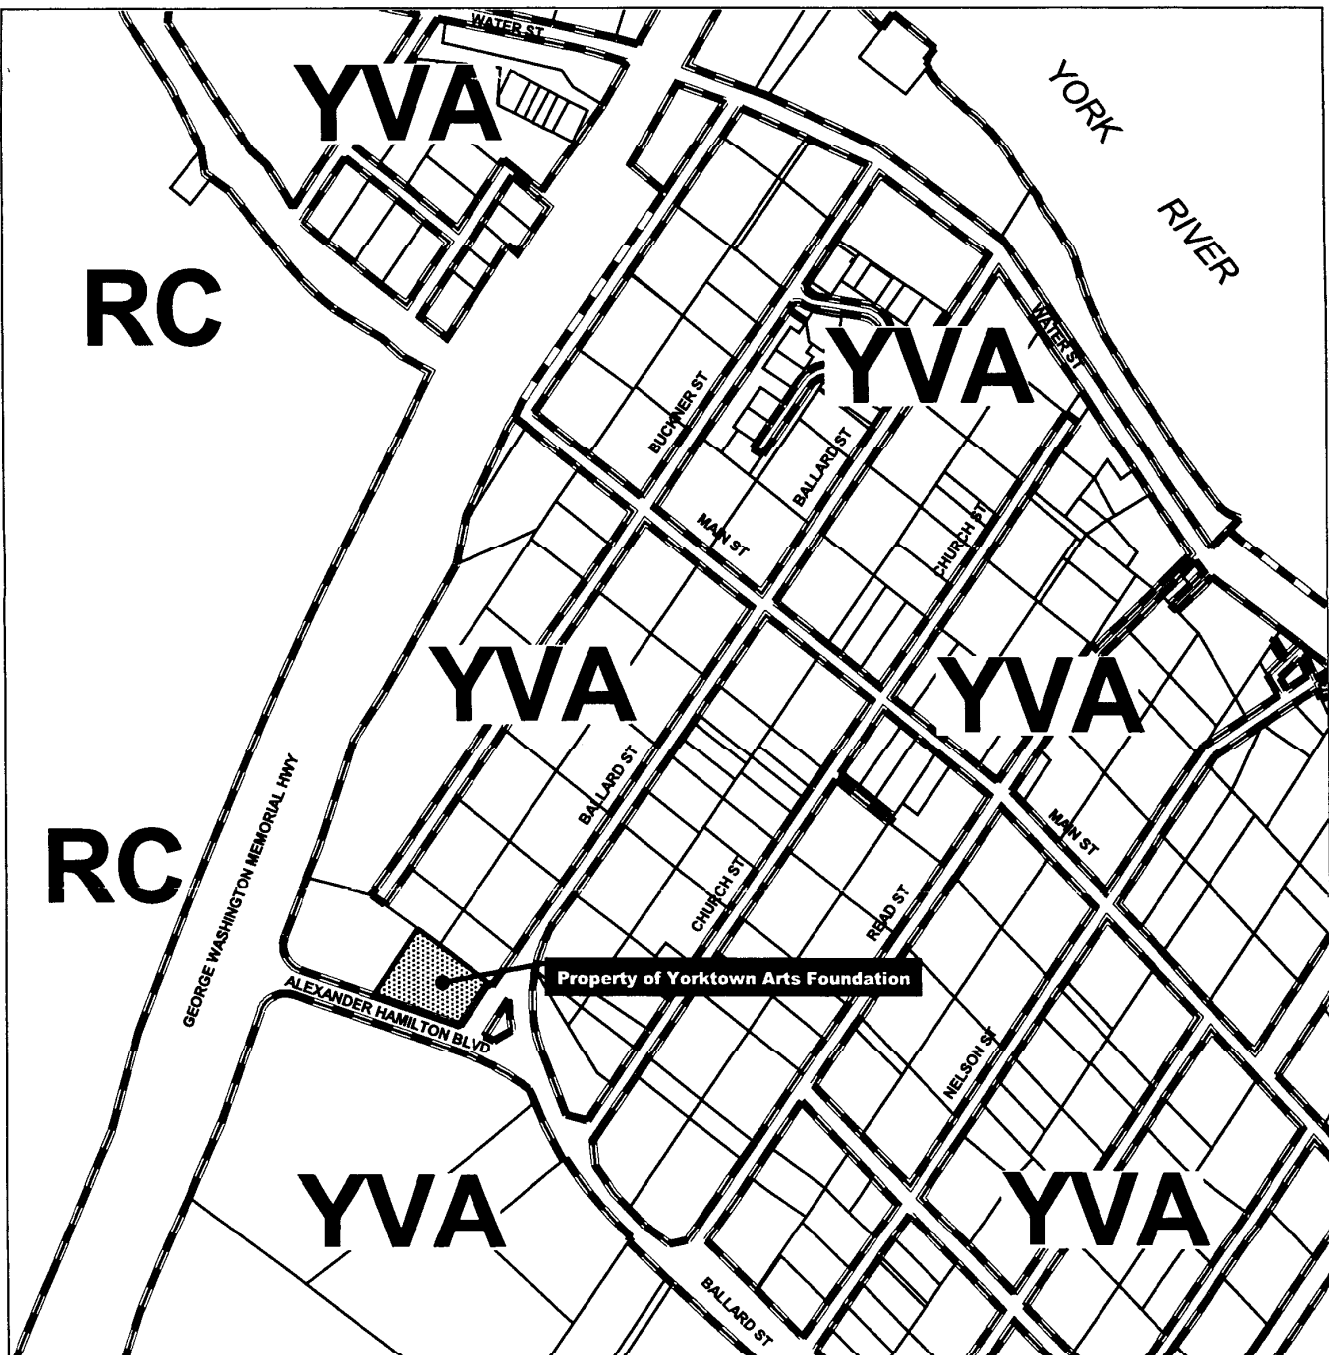 WATER ST
YORK
YVA
RIVER
RC
WATER ST
YVA
BUCKNER ST
BALLARD ST
MAIN ST
CHURCH ST
YVA
YVA
GEORGE WASHINGTON MEMORIAL HWY
BALLARD ST
MAIN ST
RC
CHURCH ST
READ ST
Property of Yorktown Arts Foundation
ALEXANDER HAMILTON BLVD
NELSON ST
YVA
YVA
BALLARD ST